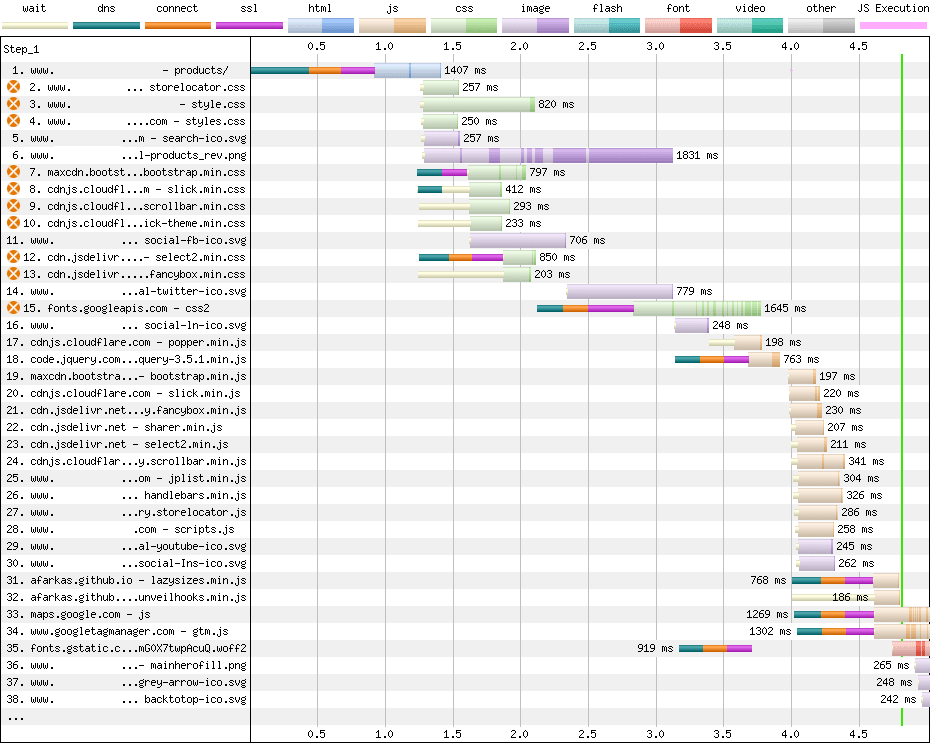 wait dns connect ssl html js css image flash font video other JS Execution
Step_1 0.5 1.0 1.5 2.0 2.5 3.0 3.5 4.0 4.5
1. www. - products/ 1407 ms
2. www. ... storelocator.css 257 ms
3. www. - style.css 820 ms
4. www. ....com - styles.css 250 ms
5. www. ...m - search-ico.svg 257 ms
6. www. ...l-products_rev.png 1831 ms
7. maxcdn.bootst...bootstrap.min.css 797 ms
8. cdnjs.cloudfl...m - slick.min.css 412 ms
9. cdnjs.cloudfl...scrollbar.min.css 293 ms
10. cdnjs.cloudfl...ick-theme.min.css 233 ms
11. www. ... social-fb-ico.svg 706 ms
12. cdn.jsdelivr....- select2.min.css 850 ms
13. cdn.jsdelivr.....fancybox.min.css 203 ms
14. www. ...al-twitter-ico.svg 779 ms
15. fonts.googleapis.com - css2 1645 ms
16. www. ... social-ln-ico.svg 248 ms
17. cdnjs.cloudflare.com - popper.min.js 198 ms
18. code.jquery.com...query-3.5.1.min.js 763 ms
19. maxcdn.bootstra...- bootstrap.min.js 197 ms
20. cdnjs.cloudflare.com - slick.min.js 220 ms
21. cdn.jsdelivr.net...y.fancybox.min.js 230 ms
22. cdn.jsdelivr.net - sharer.min.js 207 ms
23. cdn.jsdelivr.net - select2.min.js 211 ms
24. cdnjs.cloudflar...y.scrollbar.min.js 341 ms
25. www. ...om - jplist.min.js 304 ms
26. www. ... handlebars.min.js 326 ms
27. www. ...ry.storelocator.js 286 ms
28. www. .com - scripts.js 258 ms
29. www. ...al-youtube-ico.svg 245 ms
30. www. ...social-Ins-ico.svg 262 ms
31. afarkas.github.io - lazysizes.min.js 768 ms
32. afarkas.github....unveilhooks.min.js 186 ms
33. maps.google.com - js 1269 ms
34. www.googletagmanager.com - gtm.js 1302 ms
35. fonts.gstatic.c...mG0X7twpAcuQ.woff2 919 ms
36. www. ...- mainherofill.png 265 ms
37. www. ...grey-arrow-ico.svg 248 ms
38. www. ... backtotop-ico.svg 242 ms
...
0.5 1.0 1.5 2.0 2.5 3.0 3.5 4.0 4.5